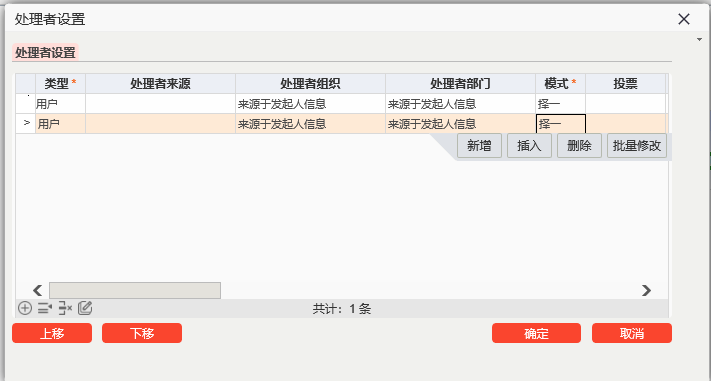 处理者设置
处理者设置
类型 * 处理者来源 处理者组织 处理者部门 模式 * 投票
用户 来源于发起人信息 来源于发起人信息 择一
> 用户 来源于发起人信息 来源于发起人信息 择一
新增 插入 删除 批量修改
共计：1 条
上移 下移 确定 取消